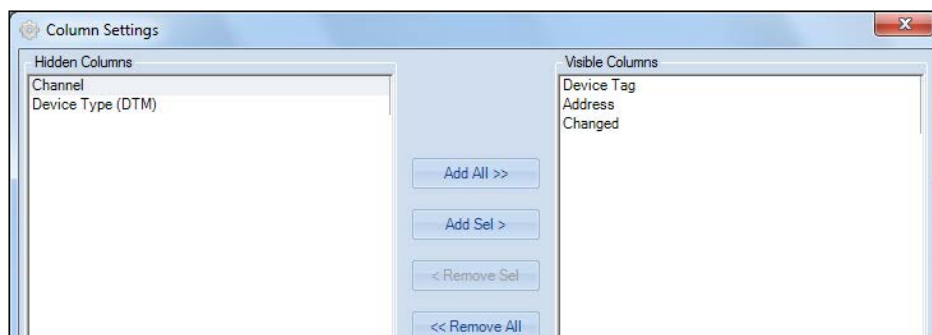 Column Settings
Hidden Columns
Channel
Device Type (DTM)
Visible Columns
Device Tag
Address
Changed
Add All >>
Add Sel >
< Remove Sel
<< Remove All